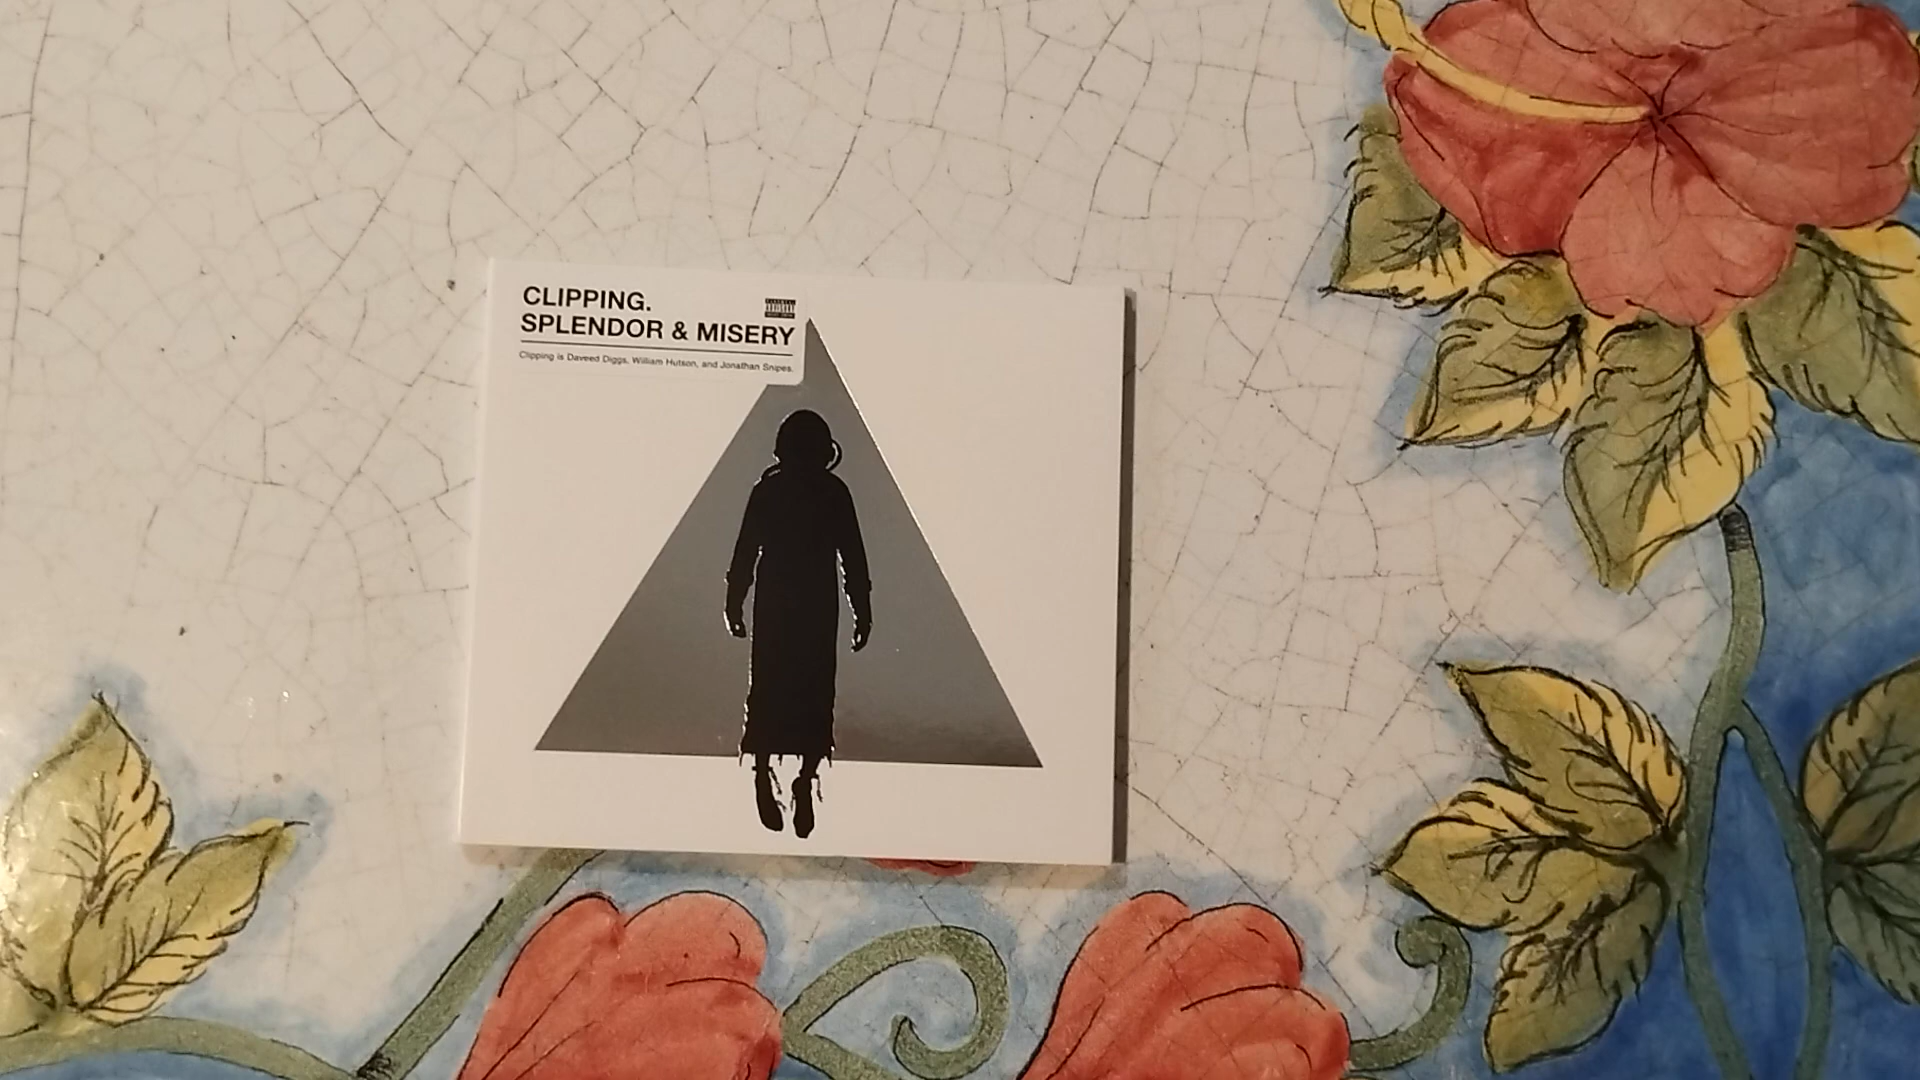 CLIPPING.
SPLENDOR & MISERY
Clipping is Daveed Diggs, William Hutson, and Jonathan Snipes.